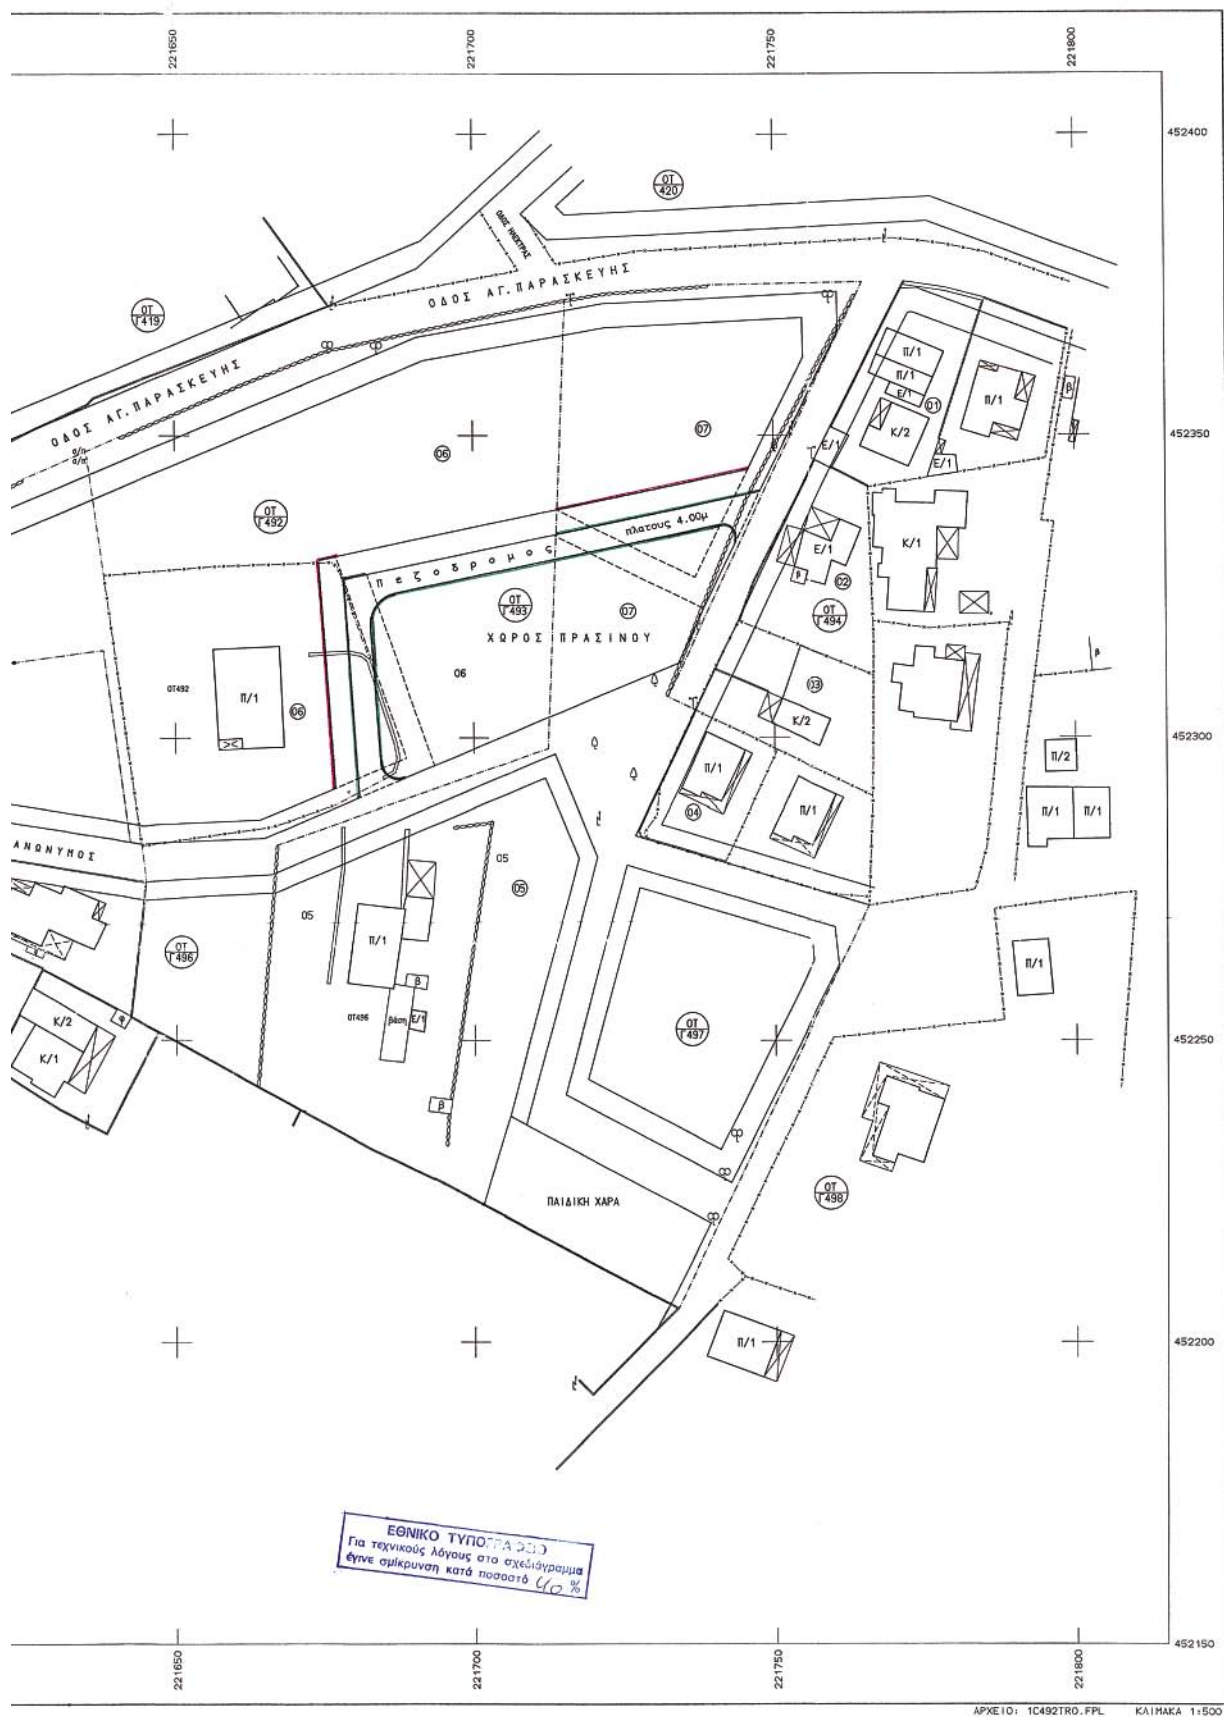 221650
221700
221750
221800
452400
ΟΤ
420
ΟΔΟΣ ΗΛΕΚΤΡΑΣ
ΟΔΟΣ ΑΓ.ΠΑΡΑΣΚΕΥΗΣ
ΟΤ
Γ419
ΟΔΟΣ ΑΓ.ΠΑΡΑΣΚΕΥΗΣ
Π/1
Π/1
Ε/1
01
Π/1
β
Κ/2
Ε/1
Ε/1
452350
07
06
ΟΤ
Γ492
πλατους 4.00μ
Πεζοδρομος
Ε/1
β
02
Κ/1
ΟΤ
Γ493
07
ΟΤ
Γ494
ΧΩΡΟΣ ΠΡΑΣΙΝΟΥ
06
ΟΤ492
Π/1
06
03
Κ/2
β
452300
Π/1
04
Π/1
Π/2
Π/1
Π/1
ΑΝΩΝΥΜΟΣ
05
05
05
Π/1
ΟΤ
Γ496
β
ΟΤ496
βάση
Ε/1
Π/1
Κ/2
φ
Κ/1
ΟΤ
Γ497
452250
β
ΟΤ
Γ498
ΠΑΙΔΙΚΗ ΧΑΡΑ
Π/1
452200
ΕΘΝΙΚΟ ΤΥΠΟΓΡΑΦΕΙΟ
Για τεχνικούς λόγους στο σχεδιάγραμμα
έγινε σμίκρυνση κατά ποσοστό 40 %
452150
221650
221700
221750
221800
ΑΡΧΕΙΟ: 1C492TRO.FPL ΚΛΙΜΑΚΑ 1:500